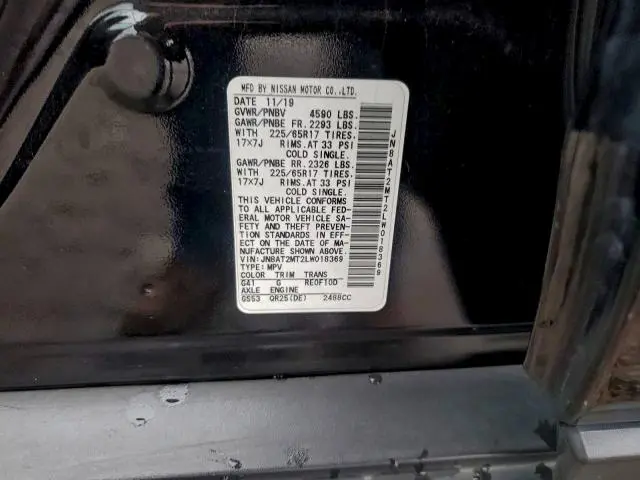 MFD BY NISSAN MOTOR CO.,LTD.
DATE 11/19
GVWR/PNBV 4590 LBS.
GAWR/PNBE FR. 2293 LBS.
WITH 225/65R17 TIRES.
17X7J RIMS.AT 33 PSI
COLD SINGLE.
GAWR/PNBE RR. 2326 LBS.
WITH 225/65R17 TIRES.
17X7J RIMS.AT 33 PSI
COLD SINGLE.
THIS VEHICLE CONFORMS
TO ALL APPLICABLE FED-
ERAL MOTOR VEHICLE SA-
FETY AND THEFT PREVEN-
TION STANDARDS IN EFF-
ECT ON THE DATE OF MA-
NUFACTURE SHOWN ABOVE.
VIN:JN8AT2MT2LW018369
TYPE:MPV
COLOR TRIM TRANS
G41 G RE0F10D
AXLE ENGINE
GS53 QR25(DE) 2488CC
JN8AT2MT2LW018369